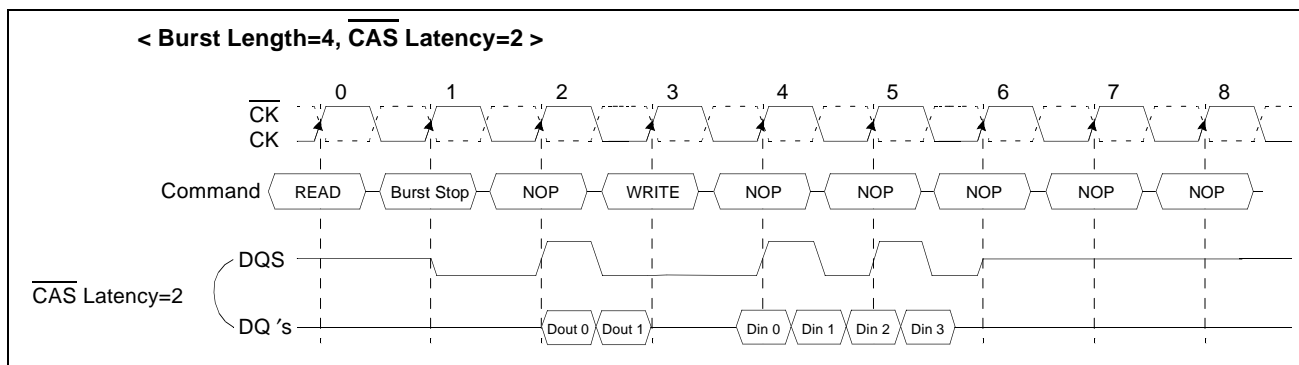 < Burst Length=4, CAS Latency=2 >
0 1 2 3 4 5 6 7 8
CK
CK
Command READ Burst Stop NOP WRITE NOP NOP NOP NOP NOP
DQS
CAS Latency=2
DQ ′s Dout 0 Dout 1 Din 0 Din 1 Din 2 Din 3